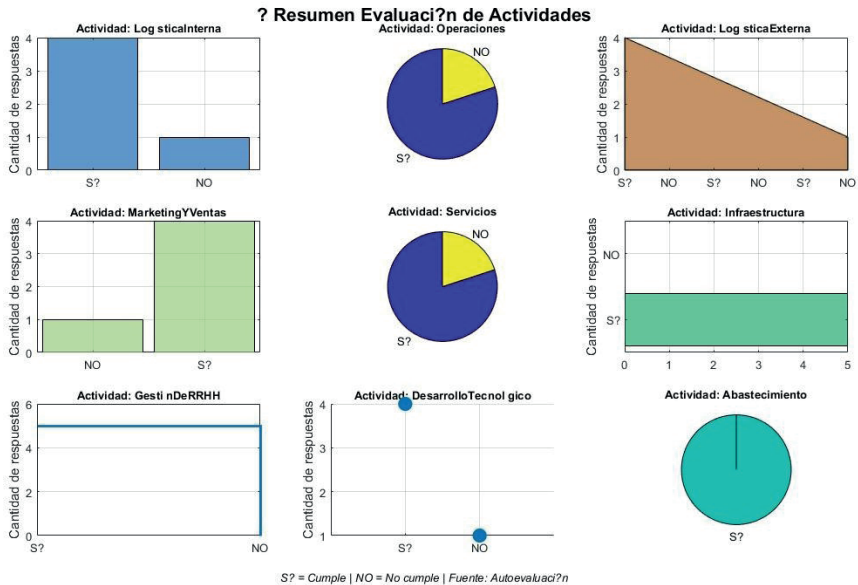 ? Resumen Evaluaci?n de Actividades
Actividad: Log sticaInterna
Cantidad de respuestas
4
3
2
1
0
S?
NO
Actividad: Operaciones
NO
S?
Actividad: Log sticaExterna
Cantidad de respuestas
4
3
2
1
0
S?
NO
S?
NO
S?
NO
Actividad: MarketingYVentas
Cantidad de respuestas
4
3
2
1
0
NO
S?
Actividad: Servicios
NO
S?
Actividad: Infraestructura
Cantidad de respuestas
NO
S?
0
1
2
3
4
5
Actividad: Gesti nDeRRHH
Cantidad de respuestas
6
4
2
0
S?
NO
Actividad: DesarrolloTecnol gico
Cantidad de respuestas
4
3
2
1
S?
NO
Actividad: Abastecimiento
S?
S? = Cumple | NO = No cumple | Fuente: Autoevaluaci?n